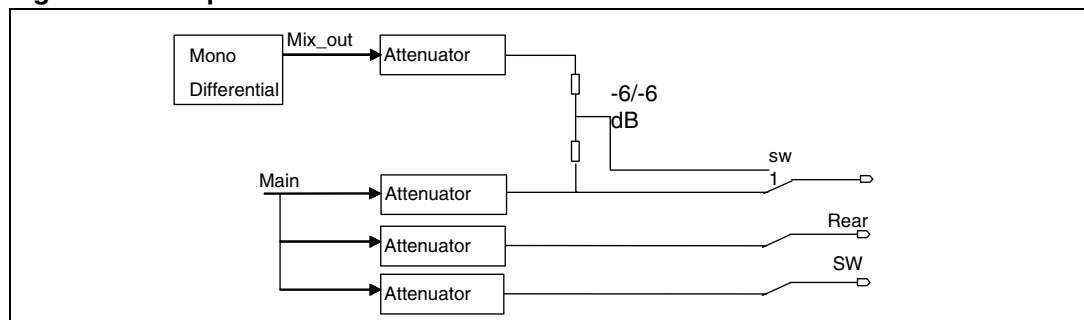 Mono
Differential
Mix_out
Attenuator
-6/-6
dB
sw
1
Main
Attenuator
Attenuator
Rear
Attenuator
SW